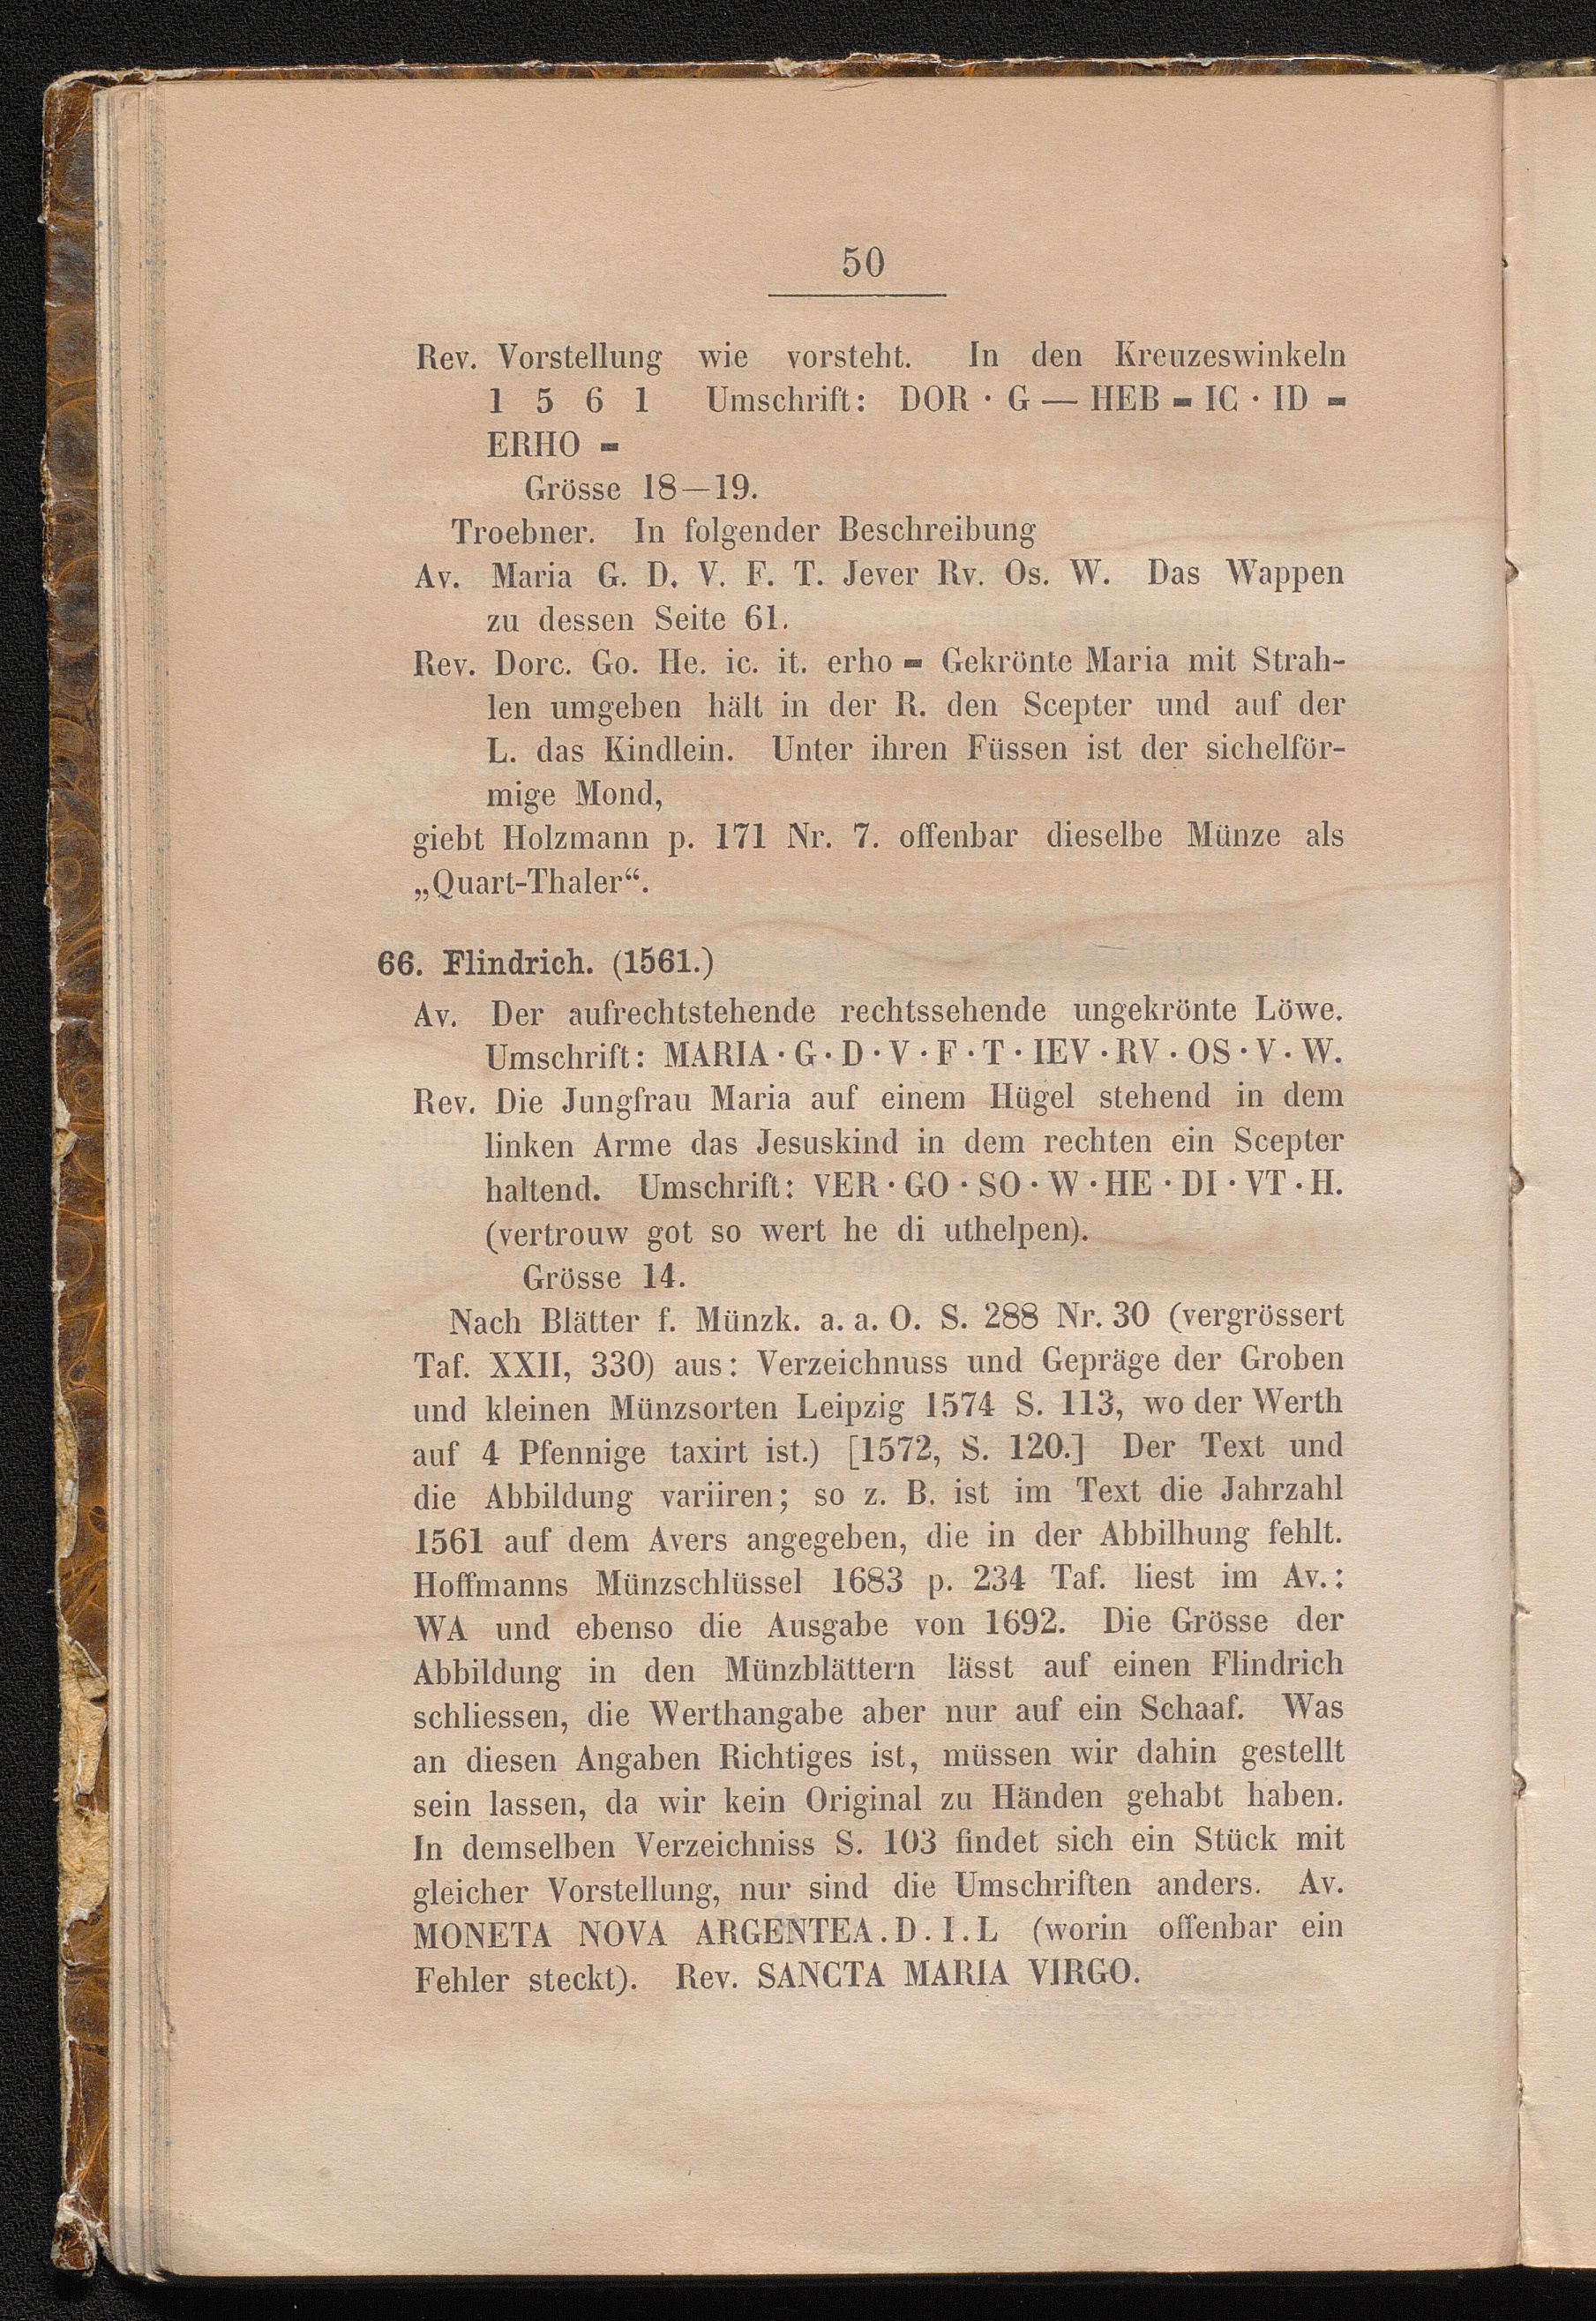 50
Rev. Vorstellung wie vorsteht. In den Kreuzeswinkeln
1 5 6 1 Umschrift: DOR · G — HEB ▬ IC · ID ▬
ERHO ▬
Grösse 18—19.
Troebner. In folgender Beschreibung
Av. Maria G. D. V. F. T. Jever Rv. Os. W. Das Wappen
zu dessen Seite 61.
Rev. Dorc. Go. He. ic. it. erho ▬ Gekrönte Maria mit Strah-
len umgeben hält in der R. den Scepter und auf der
L. das Kindlein. Unter ihren Füssen ist der sichelför-
mige Mond,
giebt Holzmann p. 171 Nr. 7. offenbar dieselbe Münze als
„Quart-Thaler“.
66. Flindrich. (1561.)
Av. Der aufrechtstehende rechtssehende ungekrönte Löwe.
Umschrift: MARIA · G · D · V · F · T · IEV · RV · OS · V · W.
Rev. Die Jungfrau Maria auf einem Hügel stehend in dem
linken Arme das Jesuskind in dem rechten ein Scepter
haltend. Umschrift: VER · GO · SO · W · HE · DI · VT · H.
(vertrouw got so wert he di uthelpen).
Grösse 14.
Nach Blätter f. Münzk. a. a. O. S. 288 Nr. 30 (vergrössert
Taf. XXII, 330) aus: Verzeichnuss und Gepräge der Groben
und kleinen Münzsorten Leipzig 1574 S. 113, wo der Werth
auf 4 Pfennige taxirt ist.) [1572, S. 120.] Der Text und
die Abbildung variiren; so z. B. ist im Text die Jahrzahl
1561 auf dem Avers angegeben, die in der Abbilhung fehlt.
Hoffmanns Münzschlüssel 1683 p. 234 Taf. liest im Av.:
WA und ebenso die Ausgabe von 1692. Die Grösse der
Abbildung in den Münzblättern lässt auf einen Flindrich
schliessen, die Werthangabe aber nur auf ein Schaaf. Was
an diesen Angaben Richtiges ist, müssen wir dahin gestellt
sein lassen, da wir kein Original zu Händen gehabt haben.
In demselben Verzeichniss S. 103 findet sich ein Stück mit
gleicher Vorstellung, nur sind die Umschriften anders. Av.
MONETA NOVA ARGENTEA.D.I.L (worin offenbar ein
Fehler steckt). Rev. SANCTA MARIA VIRGO.